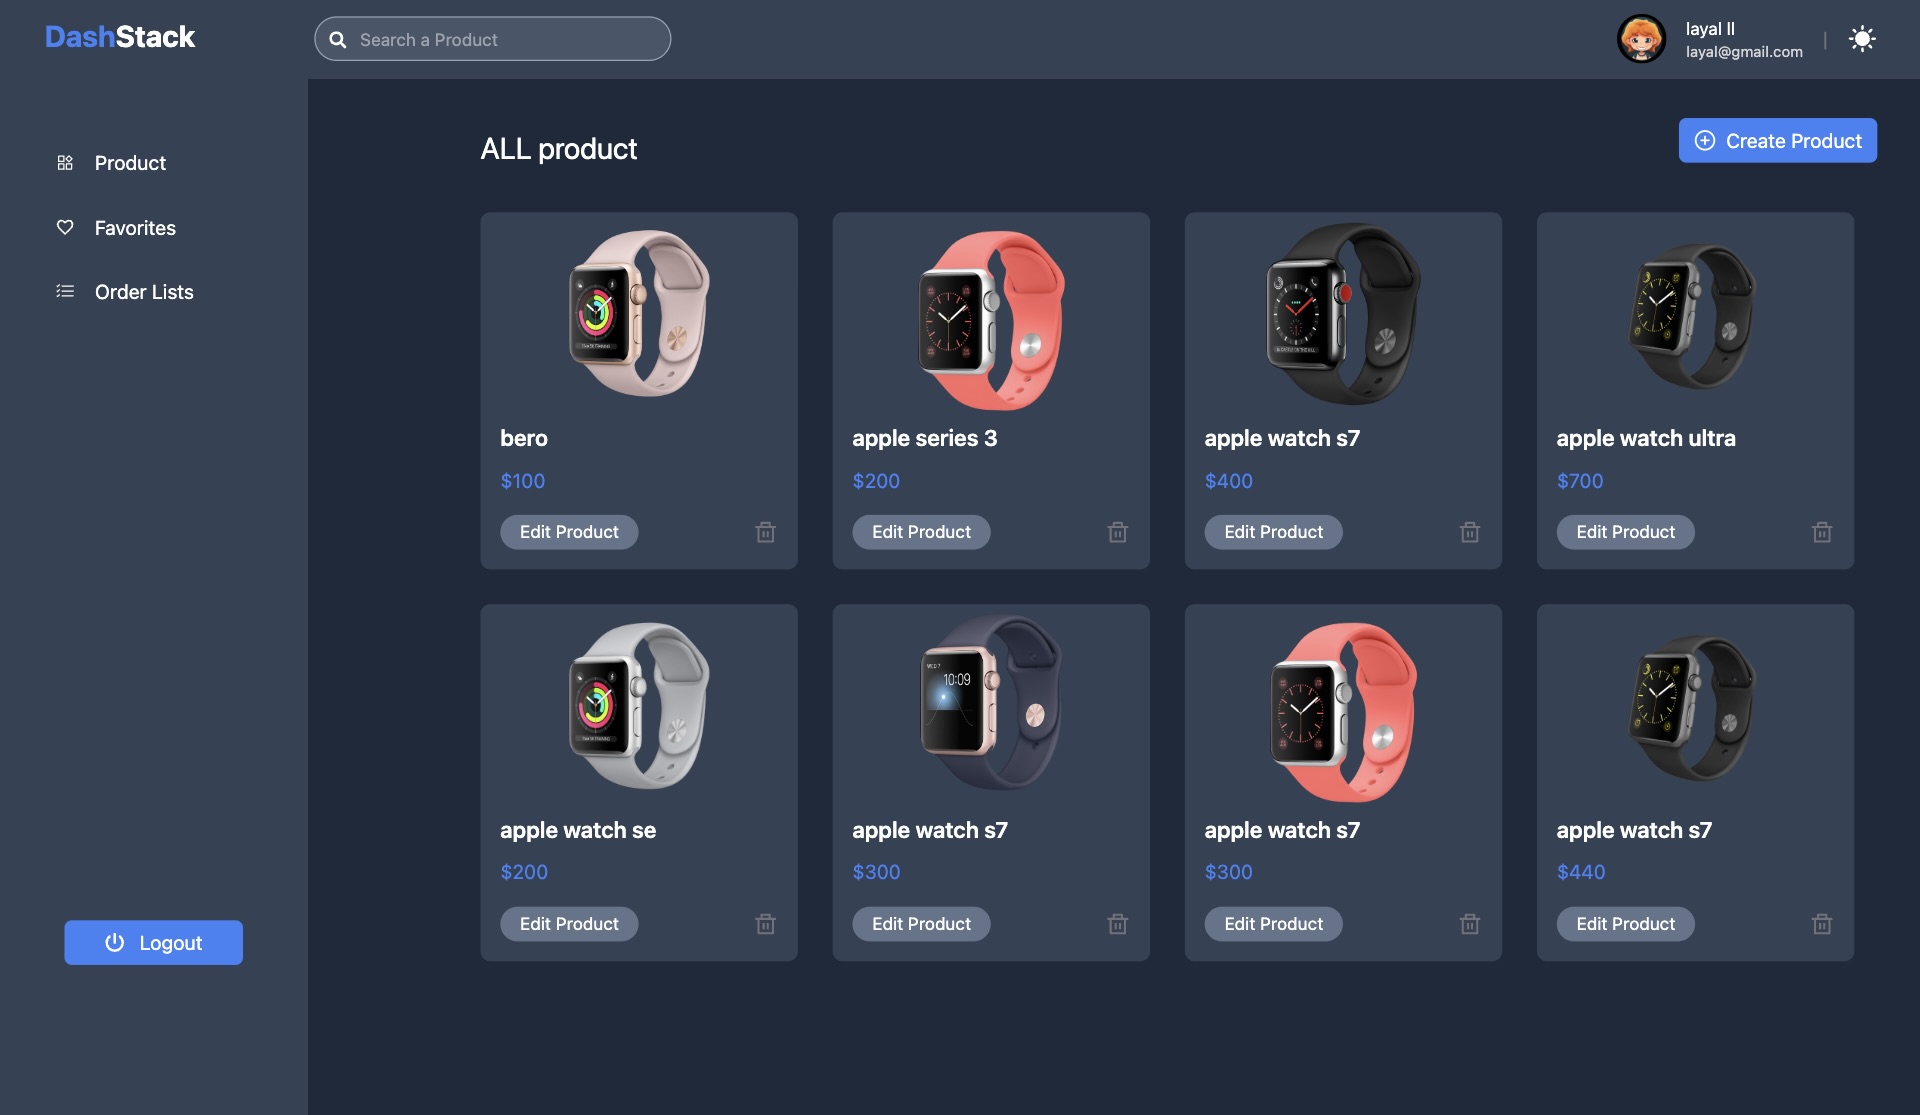 DashStack
Search a Product
layal ll
layal@gmail.com
|
Product
Favorites
Order Lists
Logout
ALL product
Create Product
bero
$100
Edit Product
apple series 3
$200
Edit Product
apple watch s7
$400
Edit Product
apple watch ultra
$700
Edit Product
apple watch se
$200
Edit Product
WED 7
10:09
apple watch s7
$300
Edit Product
apple watch s7
$300
Edit Product
apple watch s7
$440
Edit Product